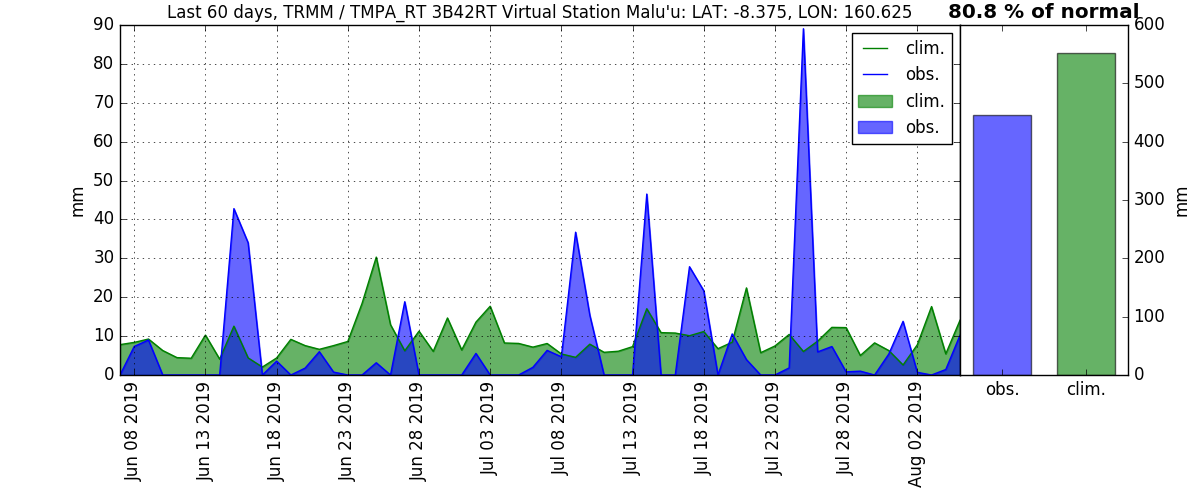 Last 60 days, TRMM / TMPA_RT 3B42RT Virtual Station Malu'u: LAT: -8.375, LON: 160.625
80.8 % of normal
90
80
70
60
50
40
30
20
10
0
mm
clim.
obs.
clim.
obs.
Jun 08 2019
Jun 13 2019
Jun 18 2019
Jun 23 2019
Jun 28 2019
Jul 03 2019
Jul 08 2019
Jul 13 2019
Jul 18 2019
Jul 23 2019
Jul 28 2019
Aug 02 2019
600
500
400
300
200
100
0
mm
obs.
clim.